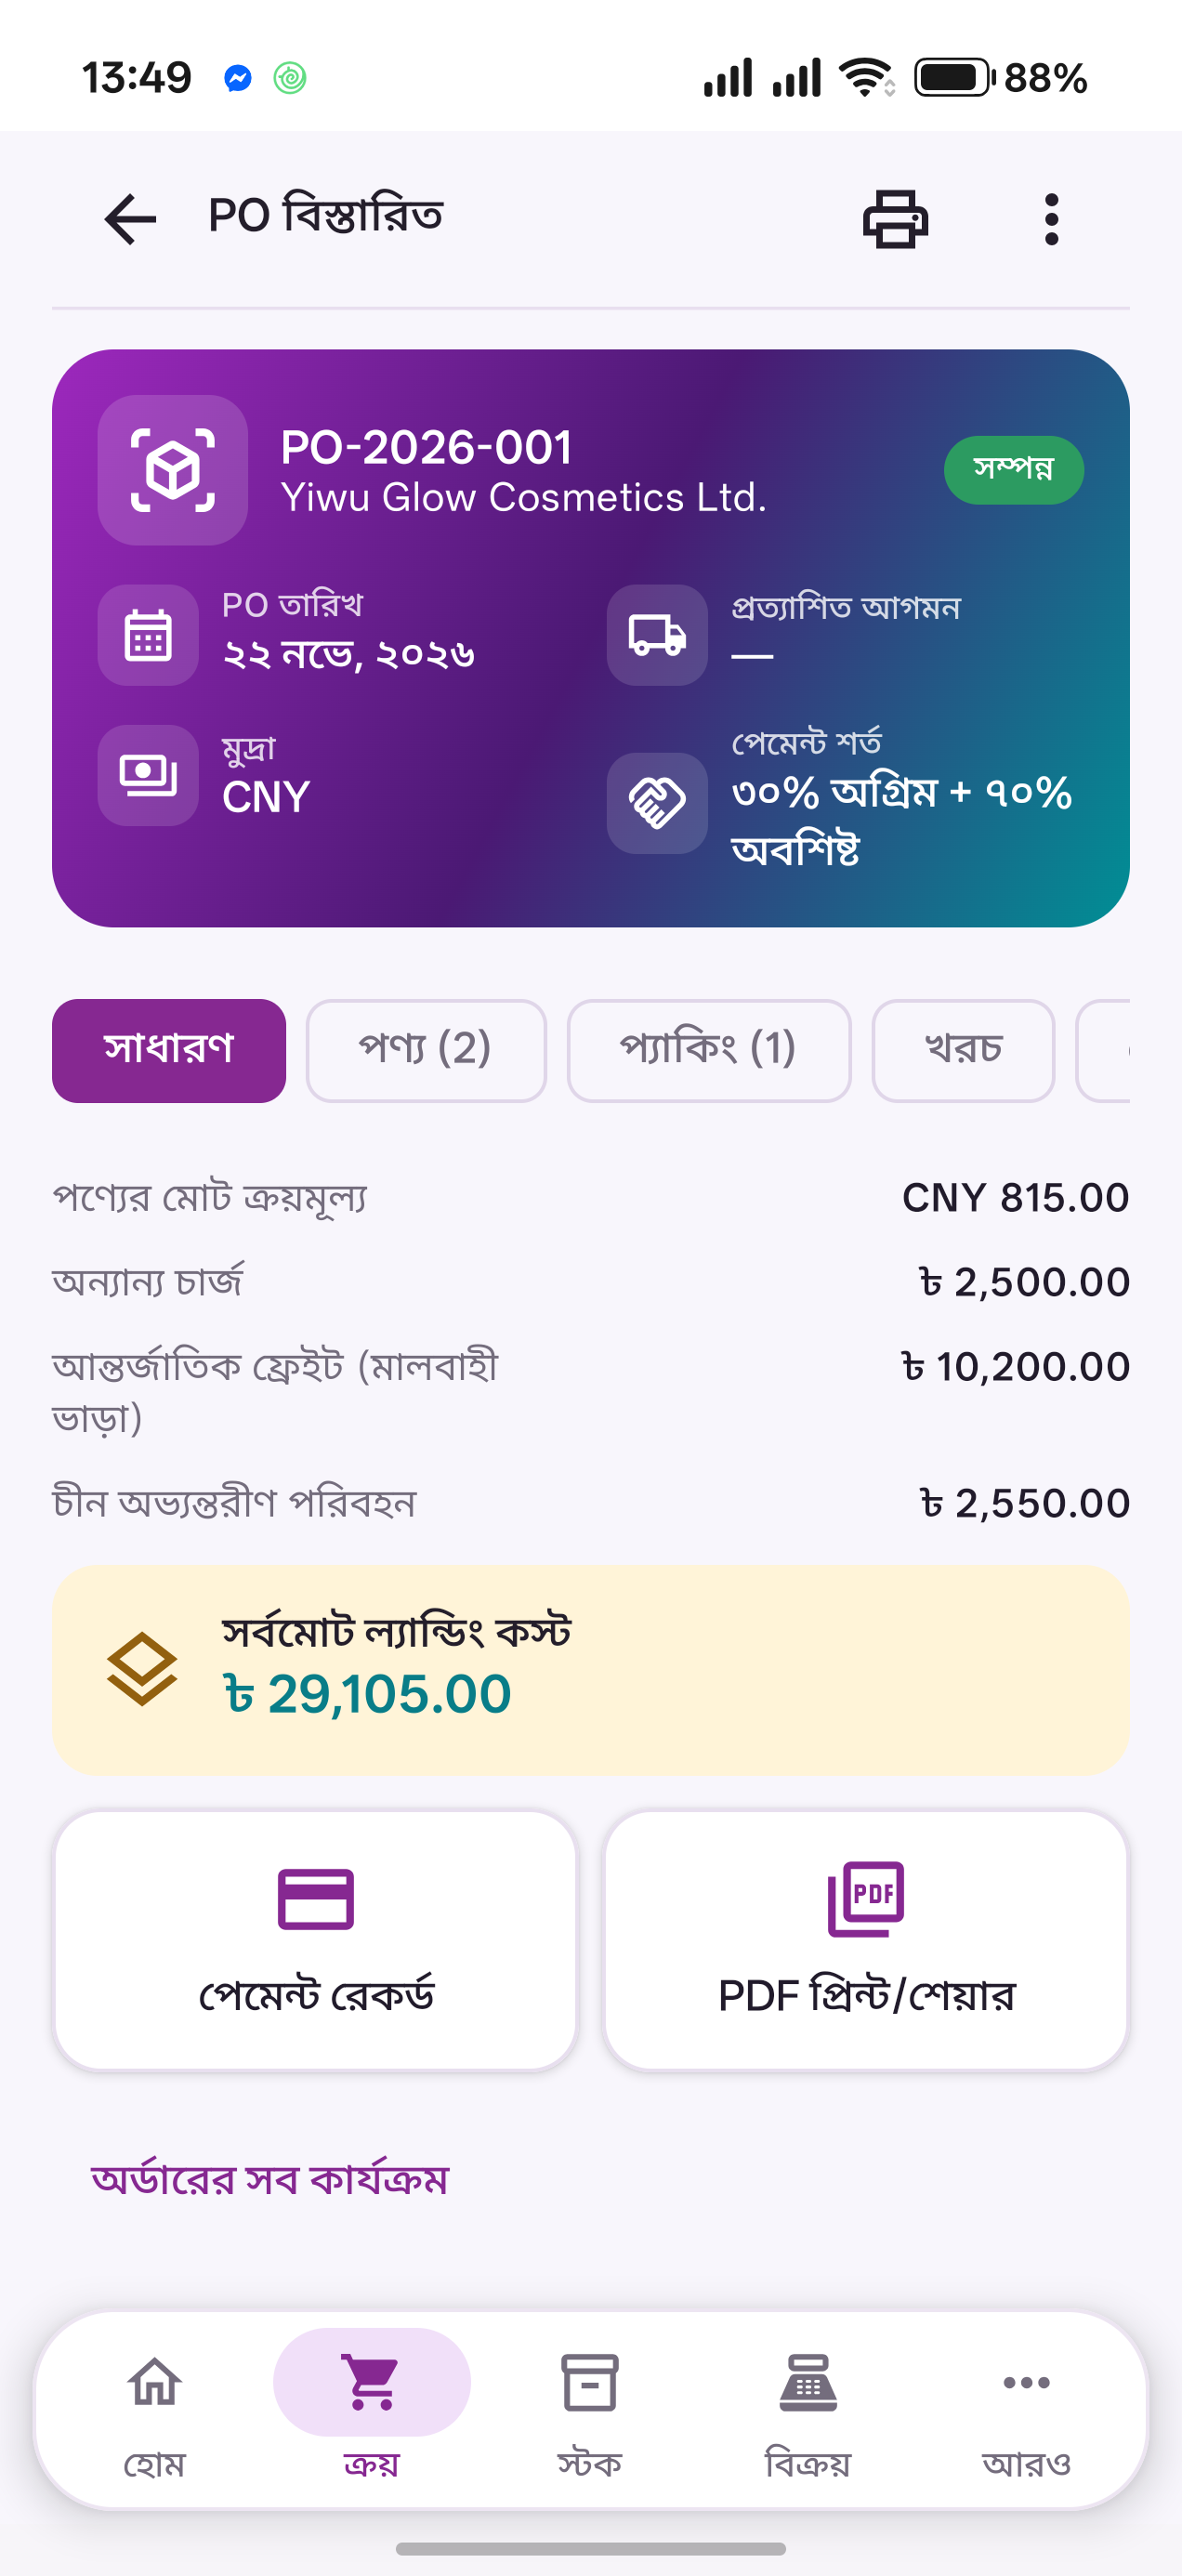 13:49
88%
PO বিস্তারিত
PO-2026-001
Yiwu Glow Cosmetics Ltd.
সম্পন্ন
PO তারিখ
২২ নভে, ২০২৬
প্রত্যাশিত আগমন
—
মুদ্রা
CNY
পেমেন্ট শর্ত
৩০% অগ্রিম + ৭০%
অবশিষ্ট
সাধারণ
পণ্য (2)
প্যাকিং (1)
খরচ
পণ্যের মোট ক্রয়মূল্য
CNY 815.00
অন্যান্য চার্জ
৳ 2,500.00
আন্তর্জাতিক ফ্রেইট (মালবাহী
ভাড়া)
৳ 10,200.00
চীন অভ্যন্তরীণ পরিবহন
৳ 2,550.00
সর্বমোট ল্যান্ডিং কস্ট
৳ 29,105.00
পেমেন্ট রেকর্ড
PDF
PDF প্রিন্ট/শেয়ার
অর্ডারের সব কার্যক্রম
হোম
ক্রয়
স্টক
বিক্রয়
আরও